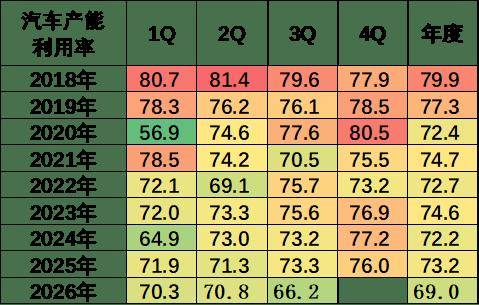 汽车产能利用率 1Q 2Q 3Q 4Q 年度
2018年 80.7 81.4 79.6 77.9 79.9
2019年 78.3 76.2 76.1 78.5 77.3
2020年 56.9 74.6 77.6 80.5 72.4
2021年 78.5 74.2 70.5 75.5 74.7
2022年 72.1 69.1 75.7 73.2 72.7
2023年 72.0 73.3 75.6 76.9 74.6
2024年 64.9 73.0 73.2 77.2 72.2
2025年 71.9 71.3 73.3 76.0 73.2
2026年 70.3 70.8 66.2 69.0